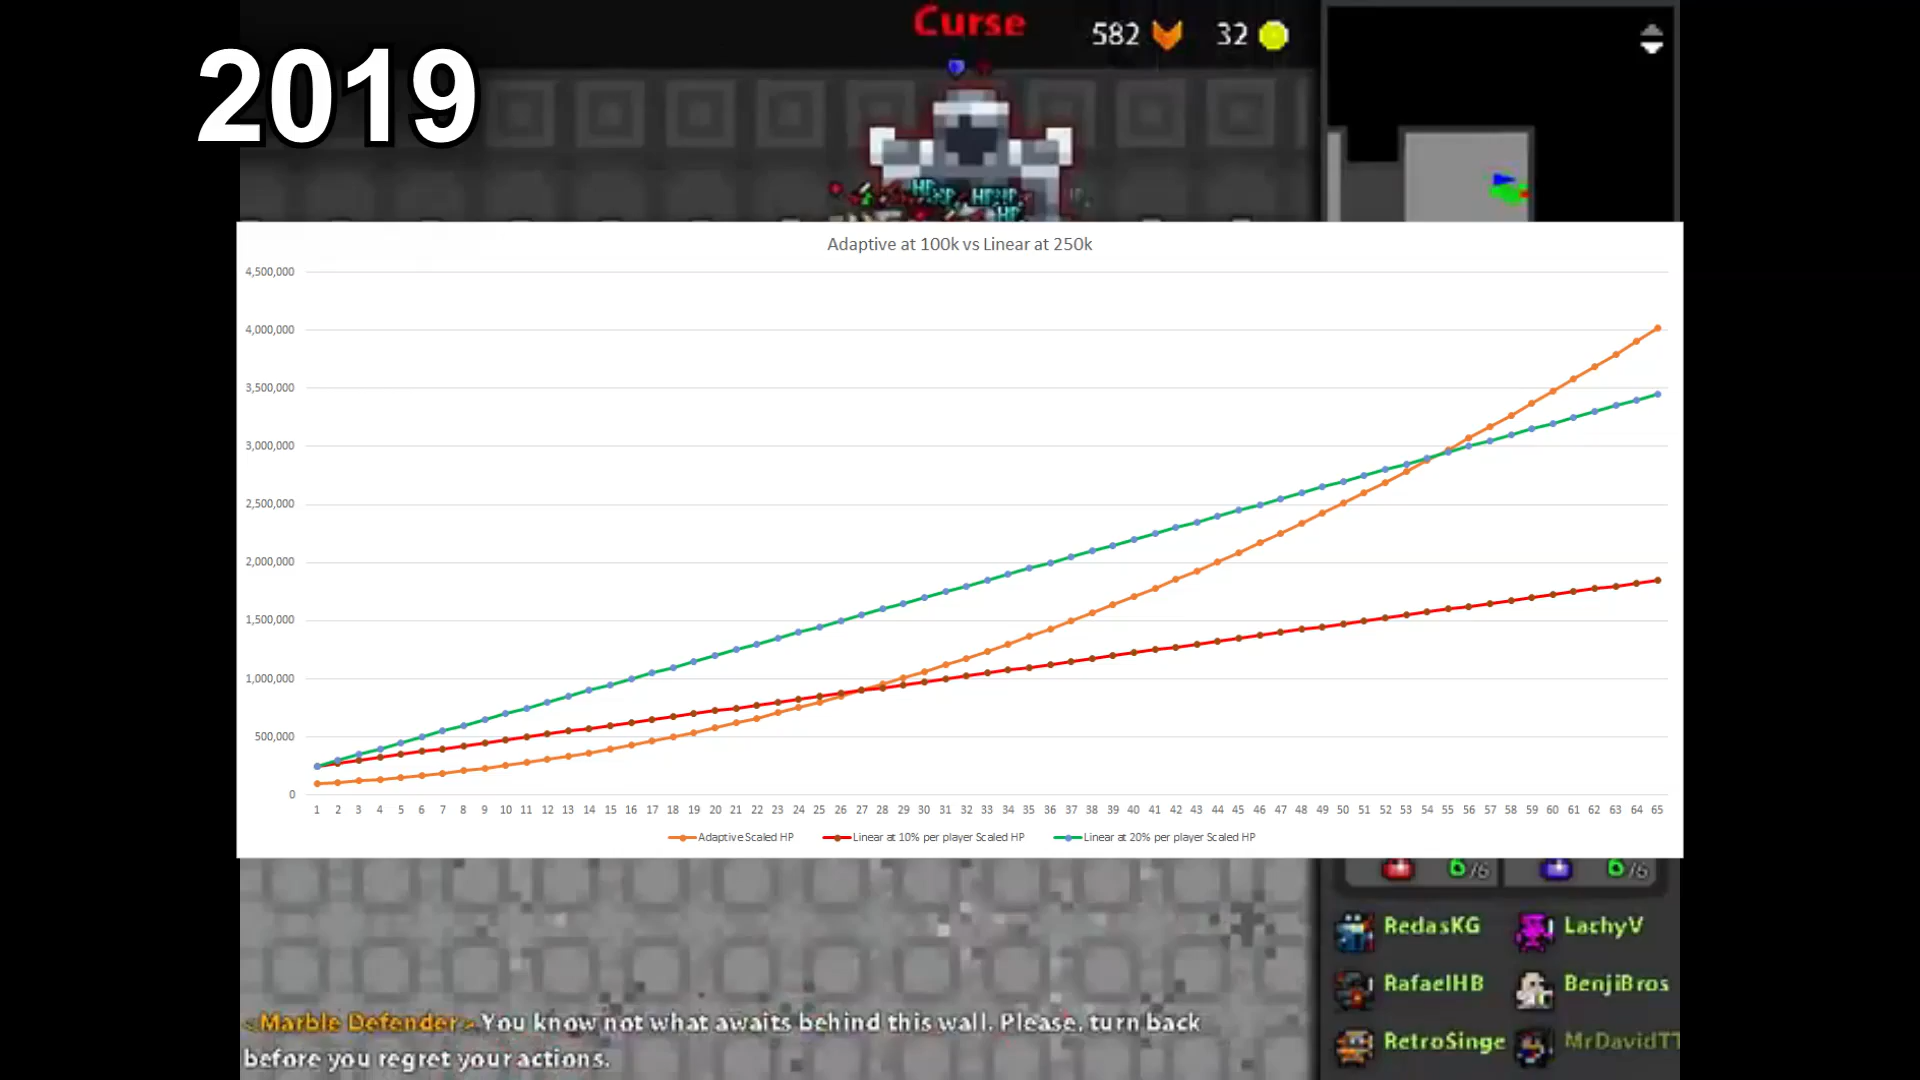 2019
Curse
582
32
Adaptive at 100k vs Linear at 250k
4,500,000
4,000,000
3,500,000
3,000,000
2,500,000
2,000,000
1,500,000
1,000,000
500,000
0
1 2 3 4 5 6 7 8 9 10 11 12 13 14 15 16 17 18 19 20 21 22 23 24 25 26 27 28 29 30 31 32 33 34 35 36 37 38 39 40 41 42 43 44 45 46 47 48 49 50 51 52 53 54 55 56 57 58 59 60 61 62 63 64 65
Adaptive Scaled HP Linear at 10% per player Scaled HP Linear at 20% per player Scaled HP
6/6 6/6
RedasKG LachyV
RafaelHB BenjiBros
RetroSinge MrDavidTT
<Marble Defender> You know not what awaits behind this wall. Please, turn back
before you regret your actions.